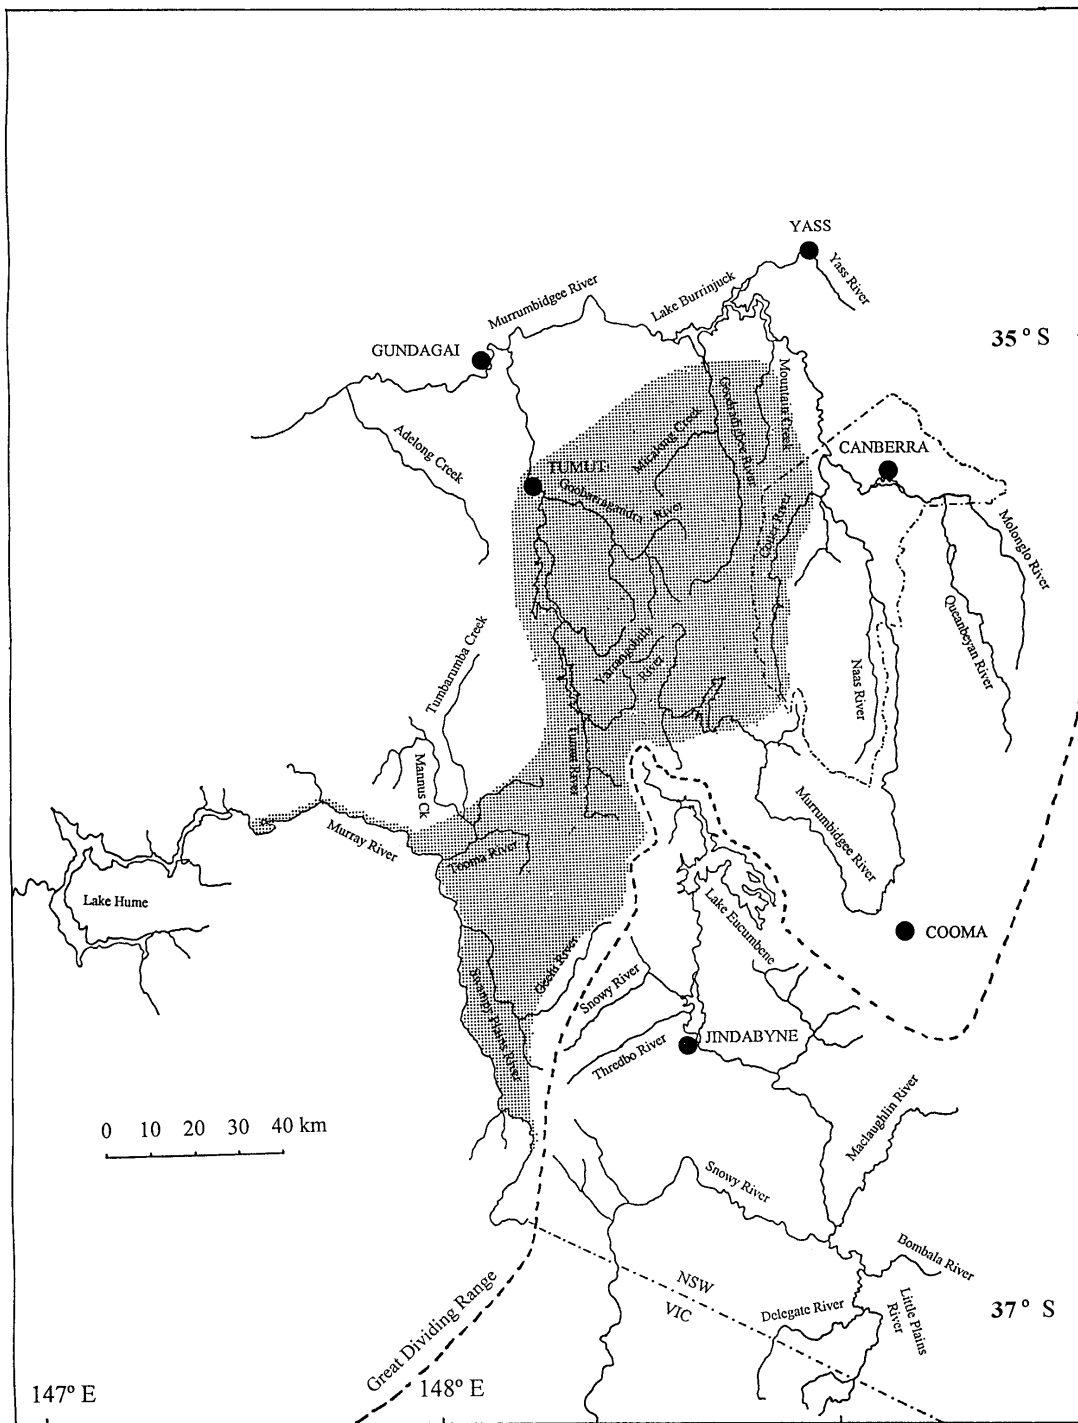 YASS
Yass River
Lake Burrinjuck
Murrumbidgee River
35° S
GUNDAGAI
Mountain Creek
Goodradigbee River
Micalong Creek
Adelong Creek
CANBERRA
TUMUT
Goobarragandra
River
Cotter River
Molonglo River
Queanbeyan River
Yarrangobilly
River
Naas River
Tumbarumba Creek
Tumut River
Mannus Ck
Murrumbidgee River
Murray River
Tooma River
Lake Hume
Lake Eucumbene
COOMA
Geehi River
Snowy River
Swampy Plains River
JINDABYNE
Thredbo River
Maclaughlin River
0 10 20 30 40 km
Snowy River
Bombala River
NSW
VIC
Great Dividing Range
Delegate River
Little Plains
River
37° S
147° E
148° E